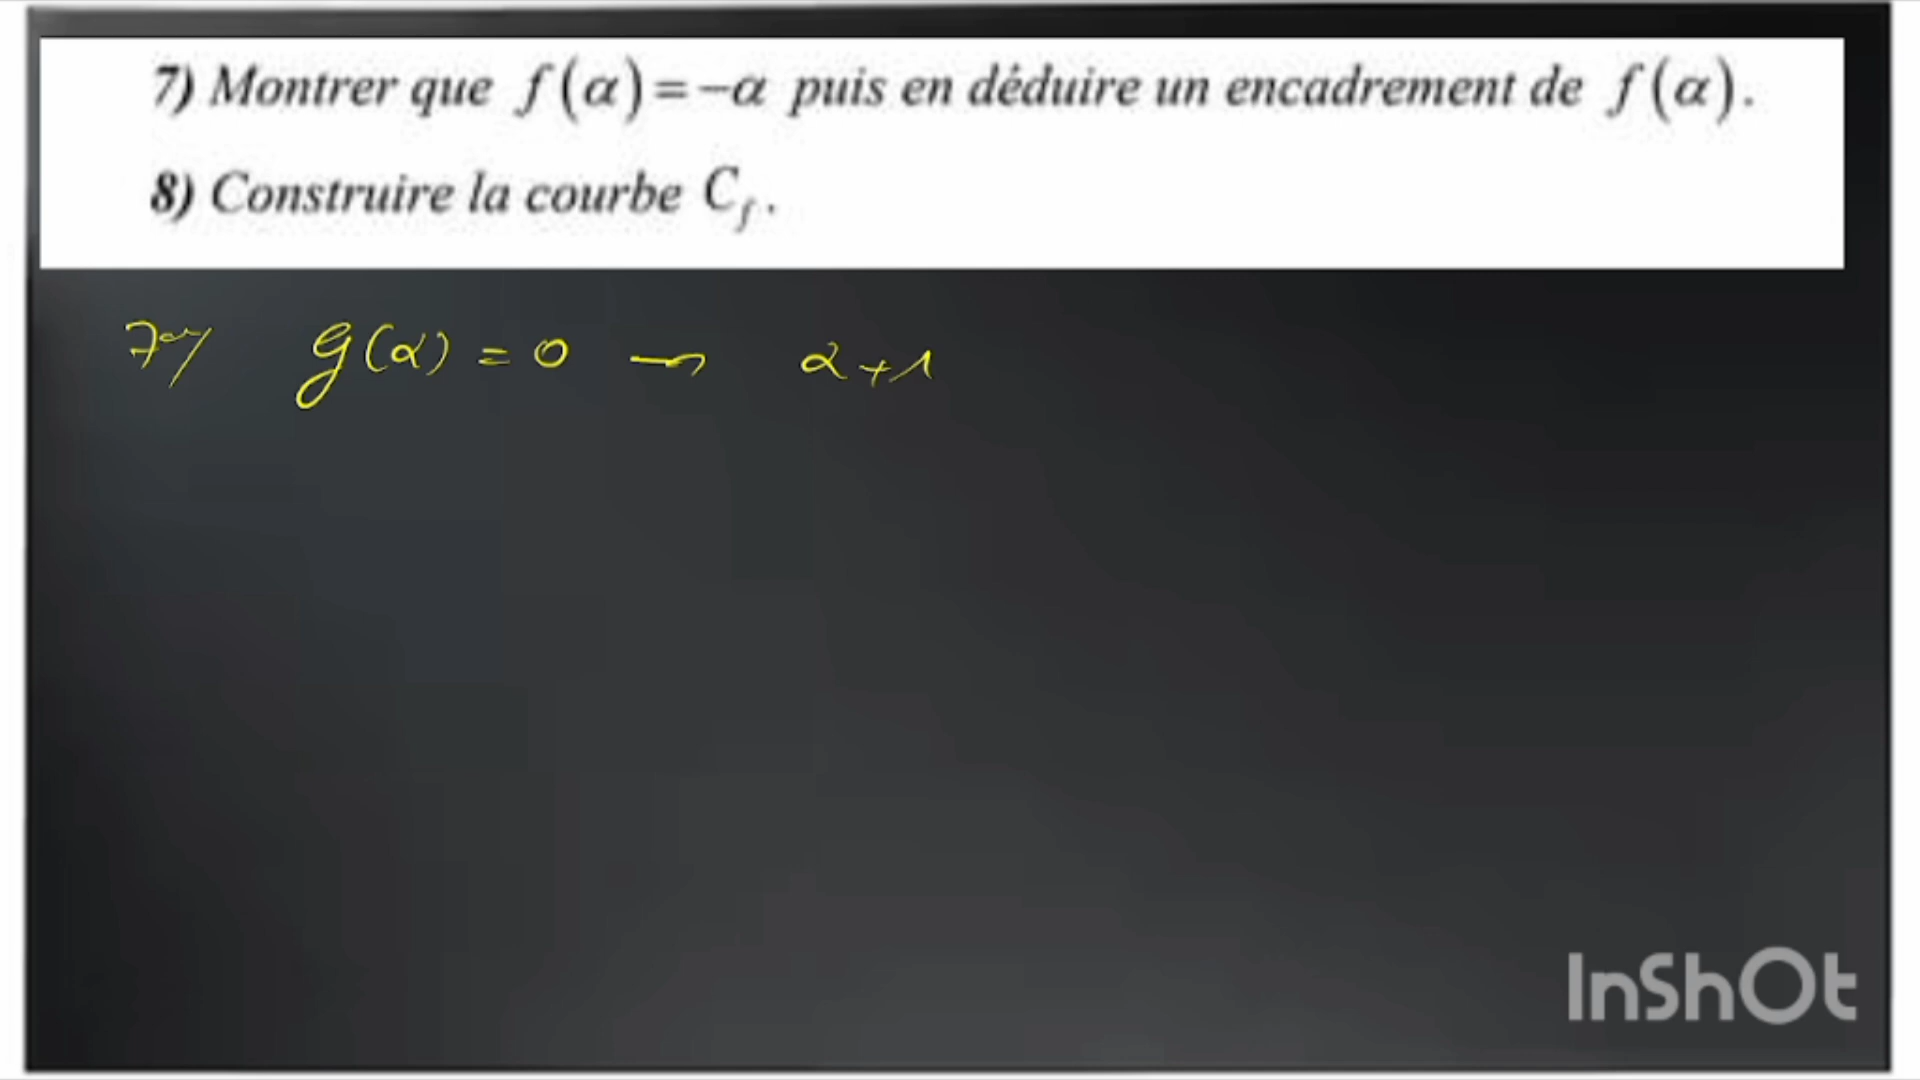 7) Montrer que f(α)=-α puis en déduire un encadrement de f(α).
8) Construire la courbe C_f.
7°/ g(α) = 0 → α+1
InShOt